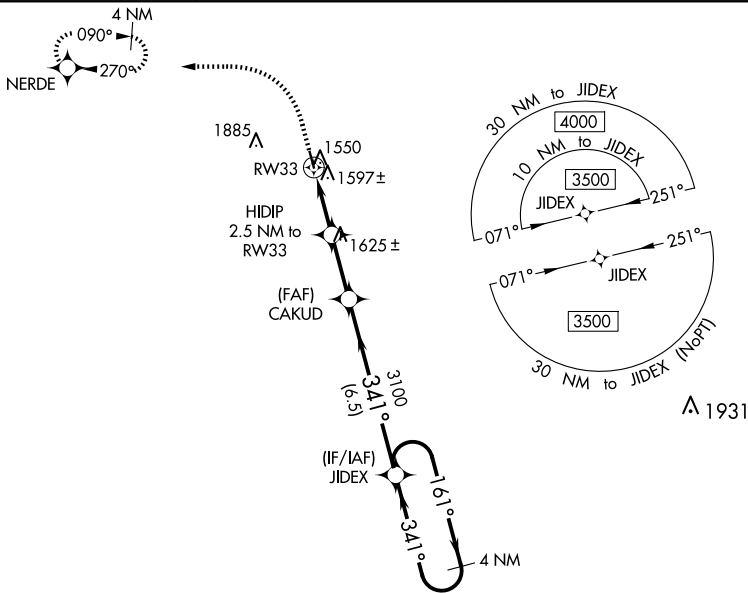 4 NM
090°
270°
NERDE
1885
1550
RW33
1597±
HIDIP
2.5 NM to
RW33
1625±
(FAF)
CAKUD
3100
341°
(6.5)
(IF/IAF)
JIDEX
161°
341°
4 NM
30 NM to JIDEX
4000
10 NM to JIDEX
3500
JIDEX
071°
251°
071°
251°
JIDEX
3500
30 NM to JIDEX (NoPT)
1931